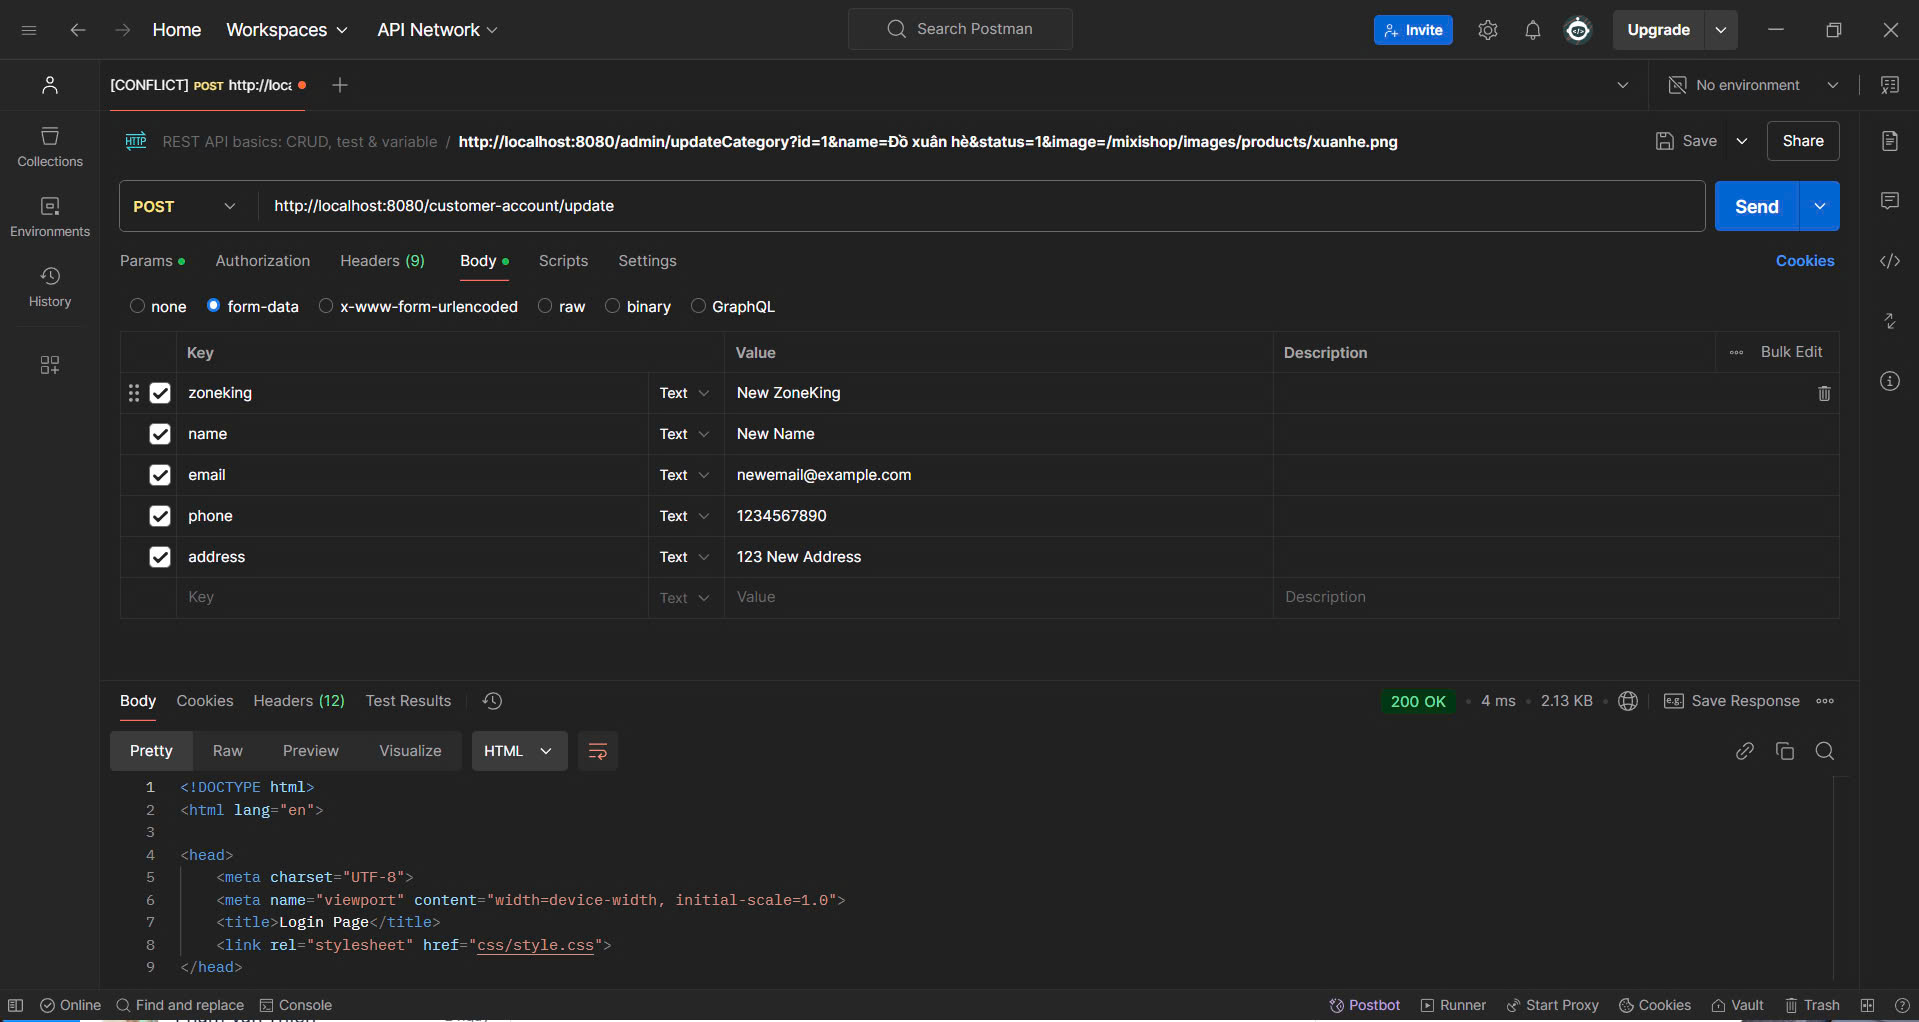 Home Workspaces API Network Search Postman Invite Upgrade
[CONFLICT] POST http://loca No environment
HTTP REST API basics: CRUD, test & variable / http://localhost:8080/admin/updateCategory?id=1&name=Đồ xuân hè&status=1&image=/mixishop/images/products/xuanhe.png Save Share
POST http://localhost:8080/customer-account/update Send
Params Authorization Headers (9) Body Scripts Settings Cookies
none form-data x-www-form-urlencoded raw binary GraphQL
Key Value Description Bulk Edit
zoneking Text New ZoneKing
name Text New Name
email Text newemail@example.com
phone Text 1234567890
address Text 123 New Address
Key Text Value Description
Collections
Environments
History
Body Cookies Headers (12) Test Results 200 OK 4 ms 2.13 KB e.g. Save Response
Pretty Raw Preview Visualize HTML
1 <!DOCTYPE html>
2 <html lang="en">
3
4 <head>
5 <meta charset="UTF-8">
6 <meta name="viewport" content="width=device-width, initial-scale=1.0">
7 <title>Login Page</title>
8 <link rel="stylesheet" href="css/style.css">
9 </head>
Online Find and replace Console Postbot Runner Start Proxy Cookies Vault Trash